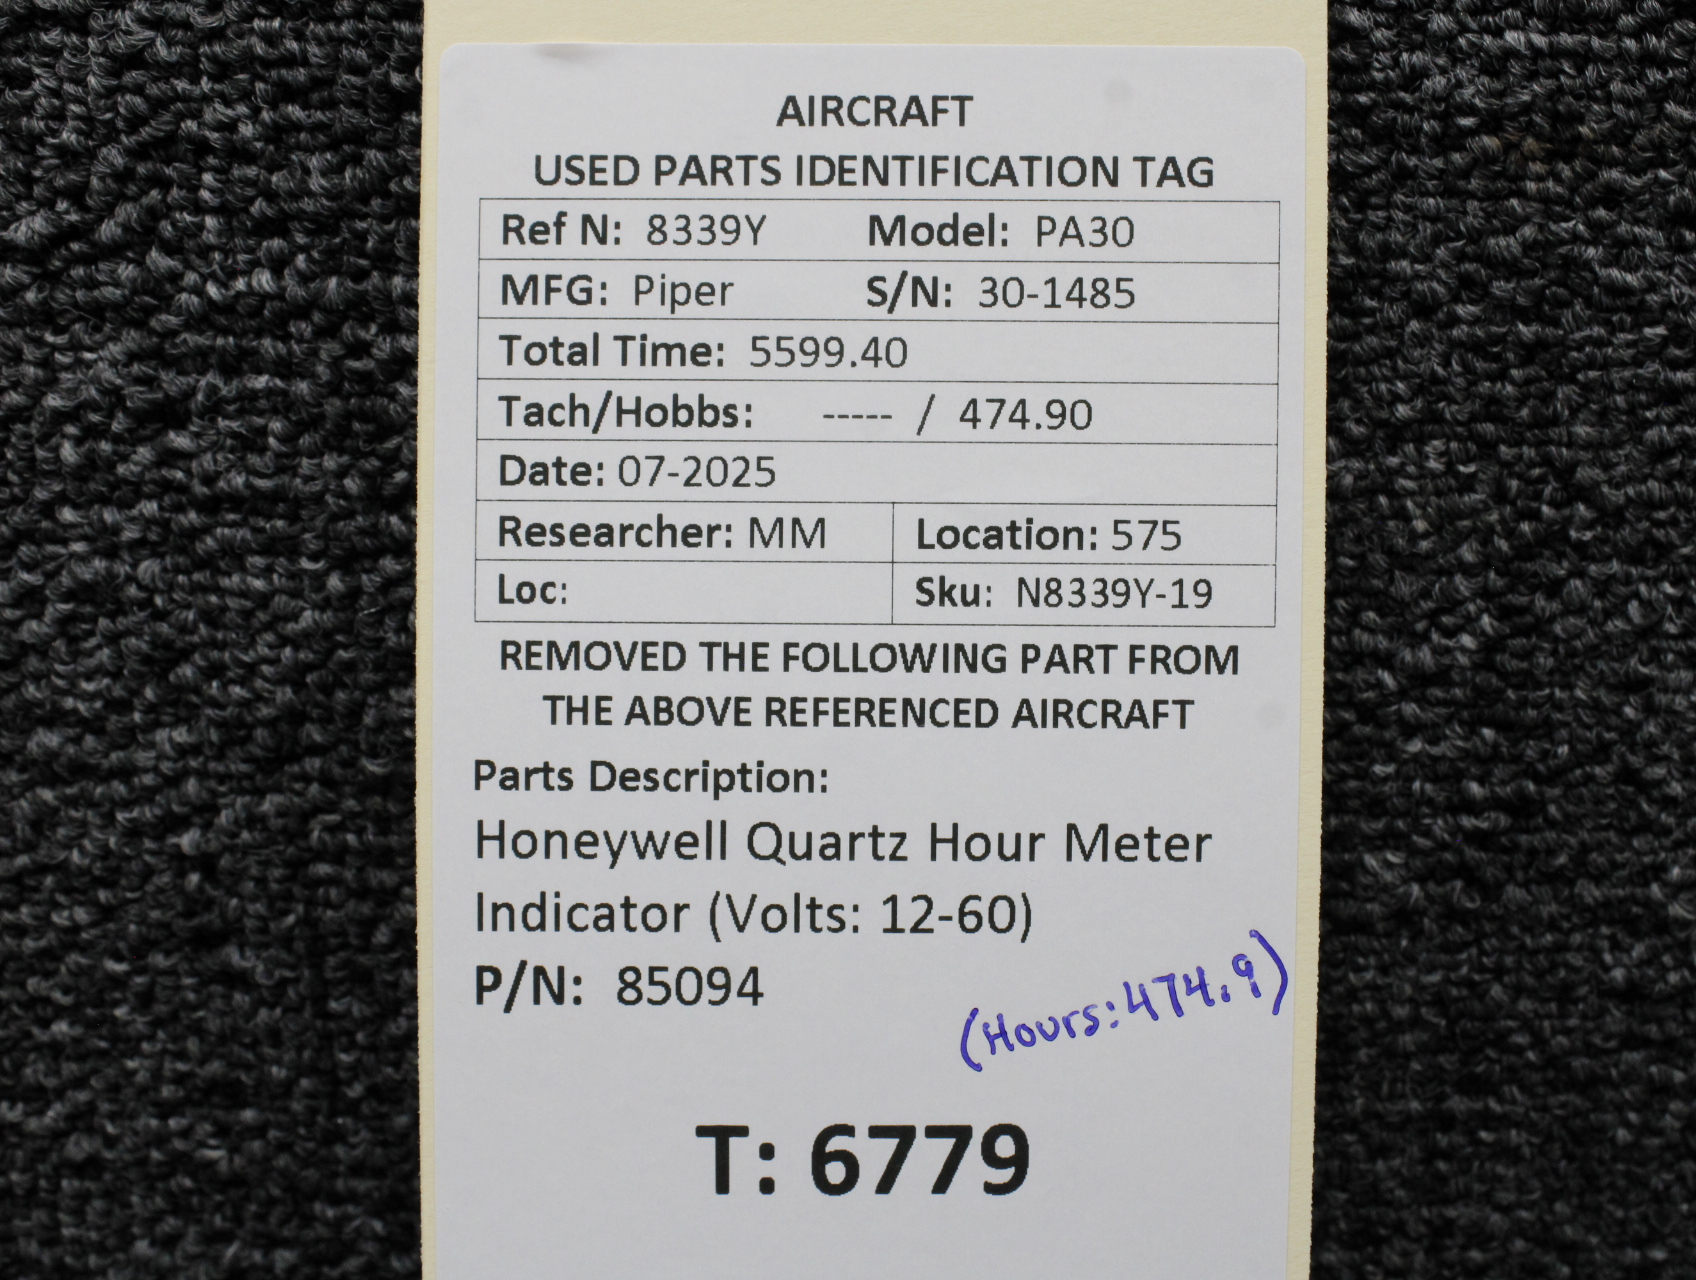 AIRCRAFT
USED PARTS IDENTIFICATION TAG
Ref N: 8339Y Model: PA30
MFG: Piper S/N: 30-1485
Total Time: 5599.40
Tach/Hobbs: ----- / 474.90
Date: 07-2025
Researcher: MM Location: 575
Loc: Sku: N8339Y-19
REMOVED THE FOLLOWING PART FROM
THE ABOVE REFERENCED AIRCRAFT
Parts Description:
Honeywell Quartz Hour Meter
Indicator (Volts: 12-60)
P/N: 85094
(Hours:474.9)
T: 6779